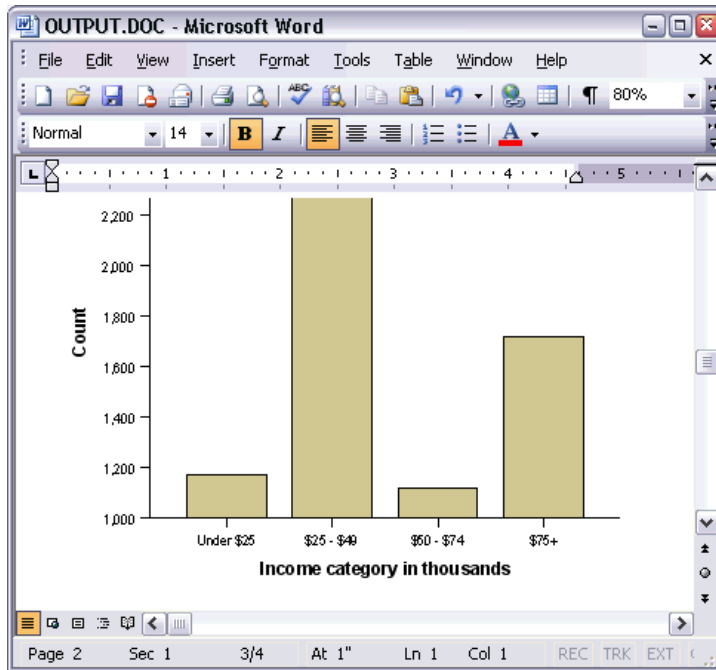 OUTPUT.DOC - Microsoft Word
File Edit View Insert Format Tools Table Window Help
ABC
¶ 80%
Normal 14 B I A
L 1 2 3 4 5
2,200
2,000
1,800
1,600
1,400
1,200
1,000
Count
Under $25 $25 - $49 $50 - $74 $75+
Income category in thousands
Page 2 Sec 1 3/4 At 1" Ln 1 Col 1 REC TRK EXT